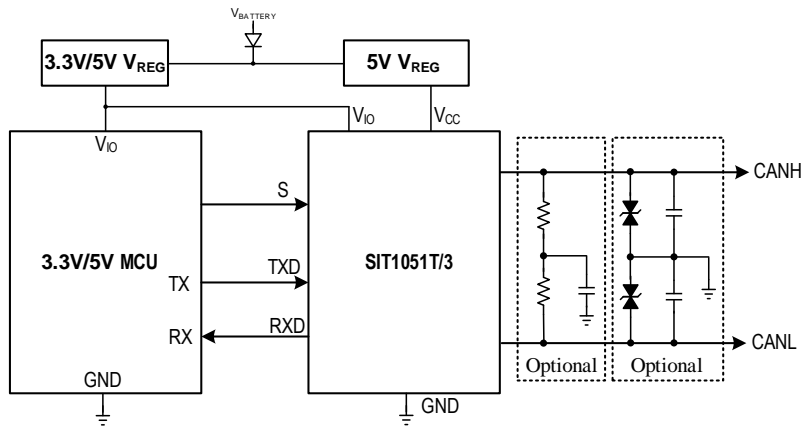 VBATTERY
3.3V/5V VREG
5V VREG
VIO
VCC
VIO
S
CANH
3.3V/5V MCU
SIT1051T/3
TX
TXD
RX
RXD
CANL
Optional
Optional
GND
GND